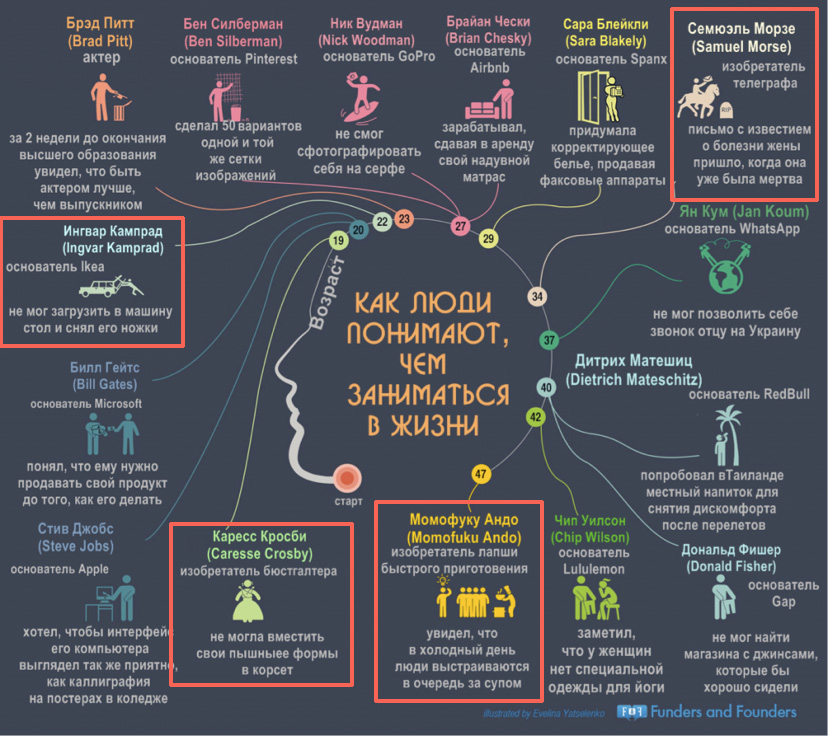 Брэд Питт
(Brad Pitt)
актер
за 2 недели до окончания
высшего образования
увидел, что быть
актером лучше,
чем выпускником
Бен Силберман
(Ben Silberman)
основатель Pinterest
сделал 50 вариантов
одной и той
же сетки
изображений
Ник Вудман
(Nick Woodman)
основатель GoPro
не смог
сфотографировать
себя на серфе
Брайан Чески
(Brian Chesky)
основатель
Airbnb
зарабатывал,
сдавая в аренду
свой надувной
матрас
Сара Блейкли
(Sara Blakely)
основатель Spanx
придумала
корректирующее
белье, продавая
факсовые аппараты
Семюэль Морзе
(Samuel Morse)
изобретатель
телеграфа
RIP
письмо с известием
о болезни жены
пришло, когда она
уже была мертва
Ингвар Кампрад
(Ingvar Kamprad)
основатель Ikea
не мог загрузить в машину
стол и снял его ножки
Ян Кум (Jan Koum)
основатель WhatsApp
не мог позволить себе
звонок отцу на Украину
19
20
22
23
27
29
34
37
40
42
47
Возраст
КАК ЛЮДИ
ПОНИМАЮТ,
ЧЕМ
ЗАНИМАТЬСЯ
В ЖИЗНИ
старт
Билл Гейтс
(Bill Gates)
основатель Microsoft
понял, что ему нужно
продавать свой продукт
до того, как его делать
Дитрих Матешиц
(Dietrich Mateschitz)
основатель RedBull
попробовал вТаиланде
местный напиток для
снятия дискомфорта
после перелетов
Стив Джобс
(Steve Jobs)
основатель Apple
хотел, чтобы интерфейс
его компьютера
выглядел так же приятно,
как каллиграфия
на постерах в коледже
Каресс Кросби
(Caresse Crosby)
изобретатель бюстгалтера
не могла вместить
свои пышныее формы
в корсет
Момофуку Андо
(Momofuku Ando)
изобретатель лапши
быстрого приготовения
увидел, что
в холодный день
люди выстраиваются
в очередь за супом
Чип Уилсон
(Chip Wilson)
основатель
Lululemon
заметил,
что у женщин
нет специальной
одежды для йоги
Дональд Фишер
(Donald Fisher)
основатель
Gap
не мог найти
магазина с джинсами,
которые бы
хорошо сидели
illustrated by Evelina Yatselenko
F&F Funders and Founders